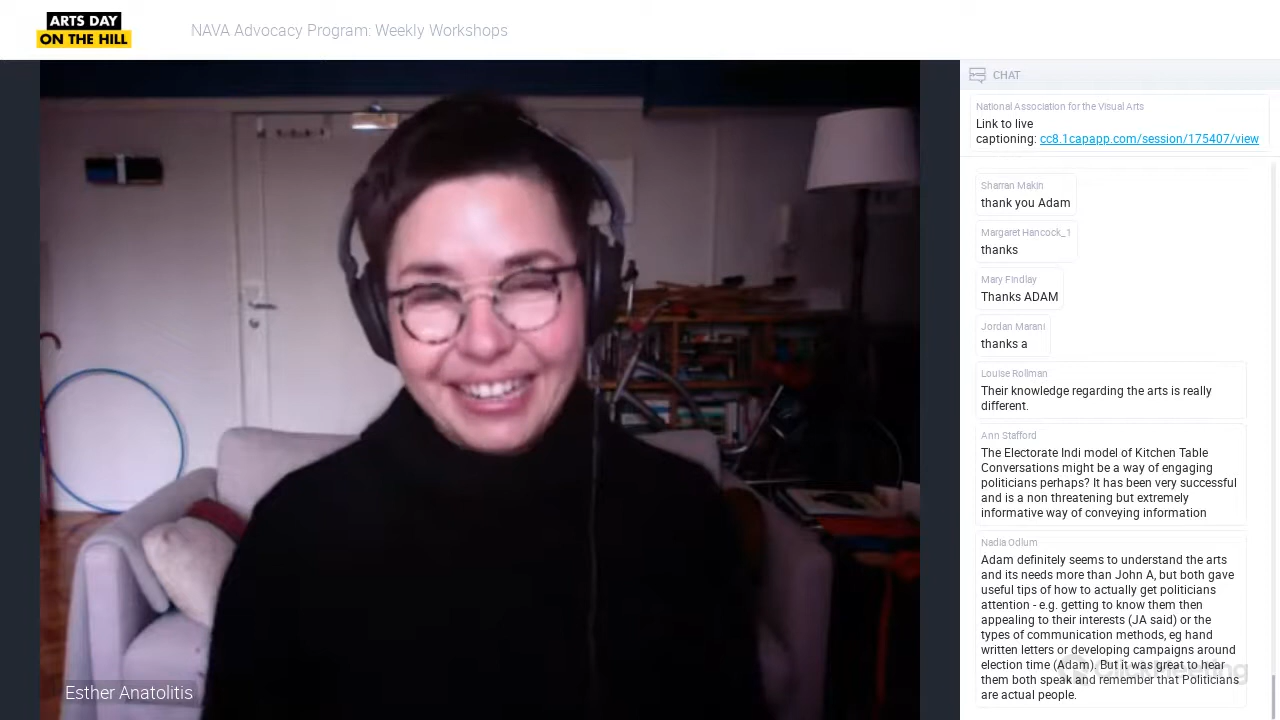 ARTS DAY
ON THE HILL
NAVA Advocacy Program: Weekly Workshops
CHAT
National Association for the Visual Arts
Link to live
captioning: cc8.1capapp.com/session/175407/view
Sharran Makin
thank you Adam
Margaret Hancock_1
thanks
Mary Findlay
Thanks ADAM
Jordan Marani
thanks a
Louise Rollman
Their knowledge regarding the arts is really
different.
Ann Stafford
The Electorate Indi model of Kitchen Table
Conversations might be a way of engaging
politicians perhaps? It has been very successful
and is a non threatening but extremely
informative way of conveying information
Nadia Odlum
Adam definitely seems to understand the arts
and its needs more than John A, but both gave
useful tips of how to actually get politicians
attention - e.g. getting to know them then
appealing to their interests (JA said) or the
types of communication methods, eg hand
written letters or developing campaigns around
election time (Adam). But it was great to hear
them both speak and remember that Politicians
are actual people.
Esther Anatolitis